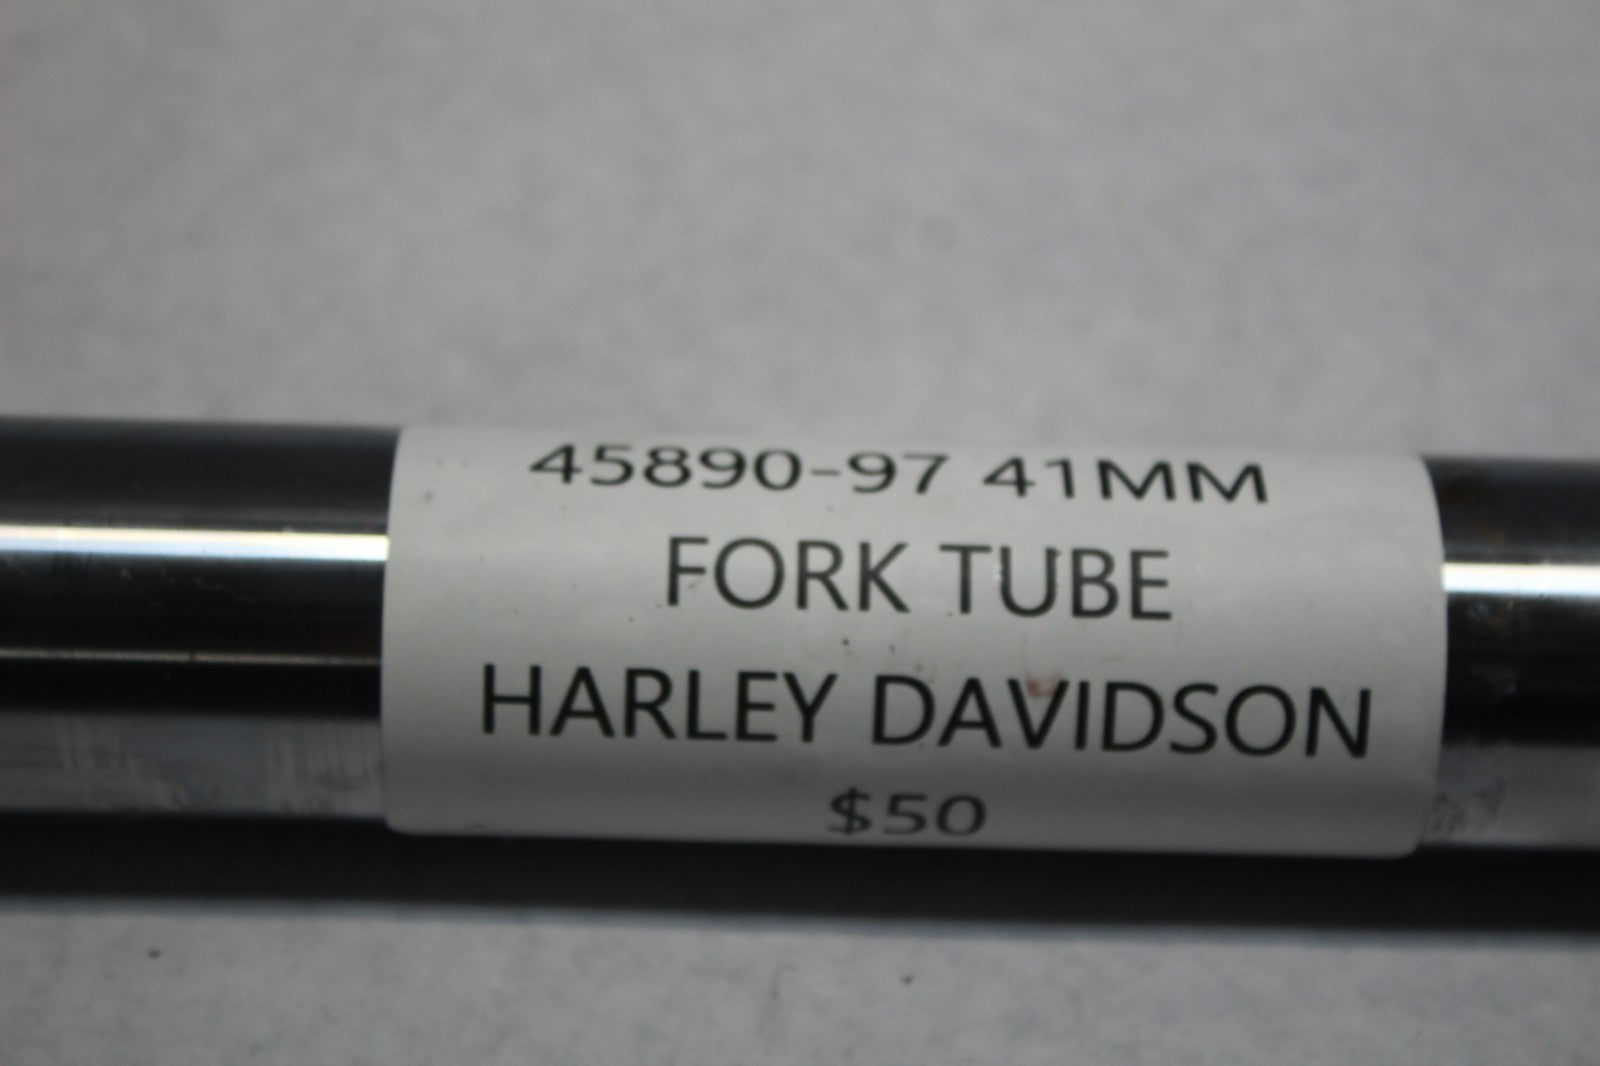 45890-97 41MM
FORK TUBE
HARLEY DAVIDSON
$50